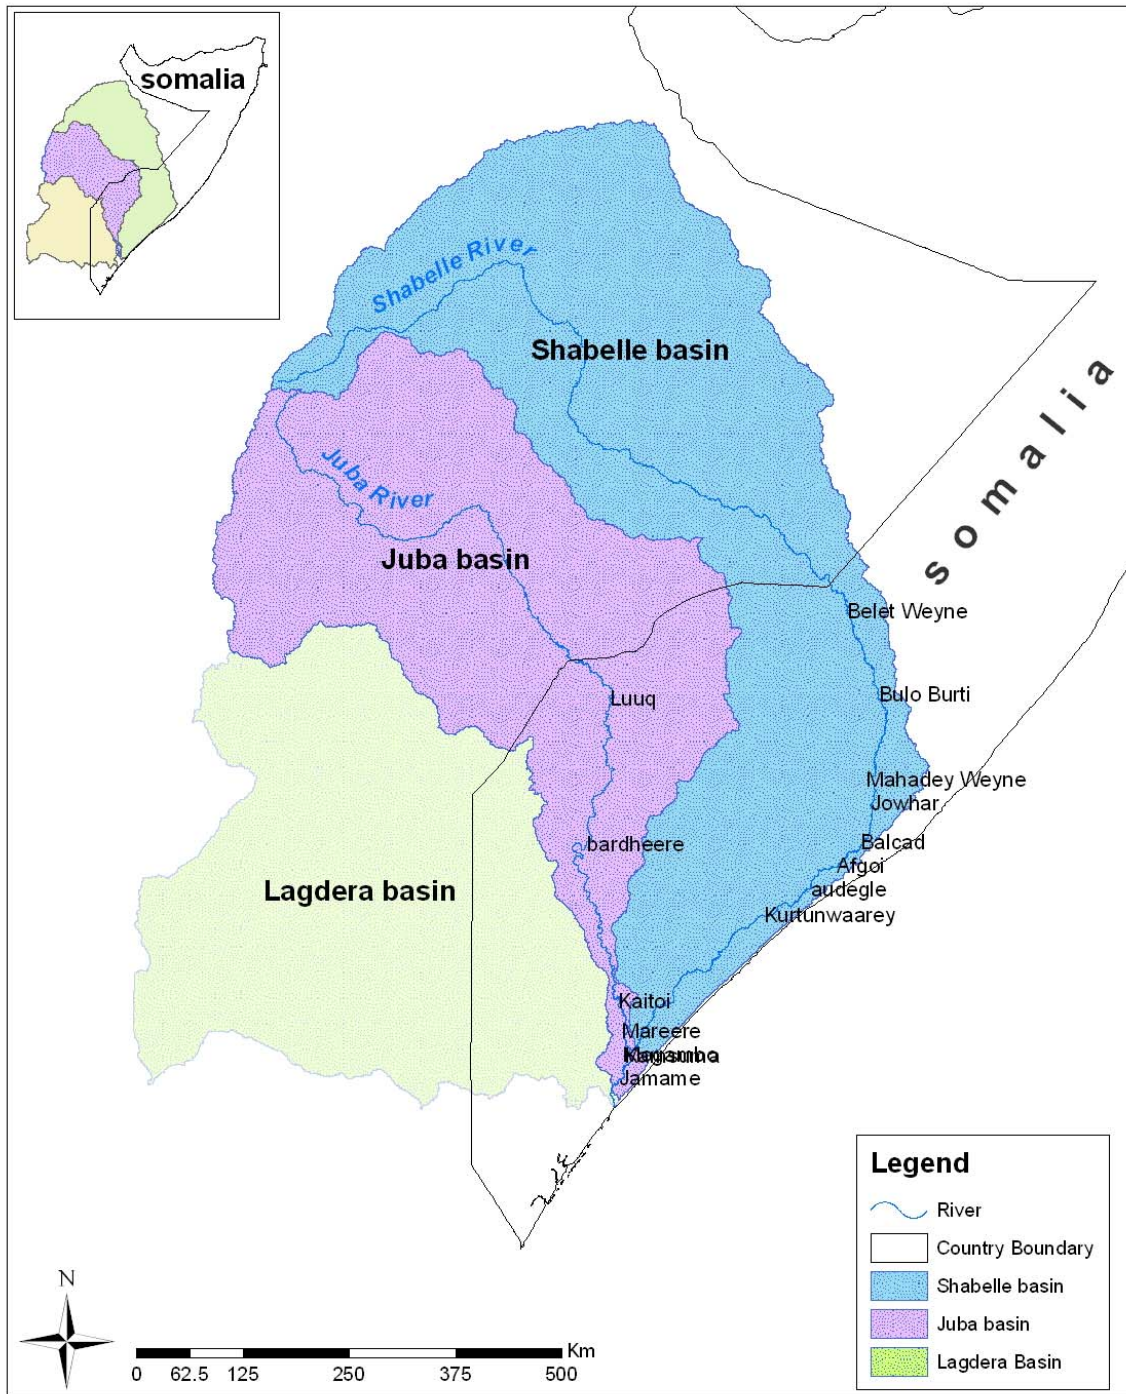 somalia
Shabelle River
Shabelle basin
somalia
Juba River
Juba basin
Belet Weyne
Luuq
Bulo Burti
Mahadey Weyne
Jowhar
bardheere
Balcad
Afgoi
audegle
Lagdera basin
Kurtunwaarey
Kaitoi
Mareere
Jamame
Legend
River
Country Boundary
Shabelle basin
Juba basin
Lagdera Basin
N
Km
0 62.5 125 250 375 500